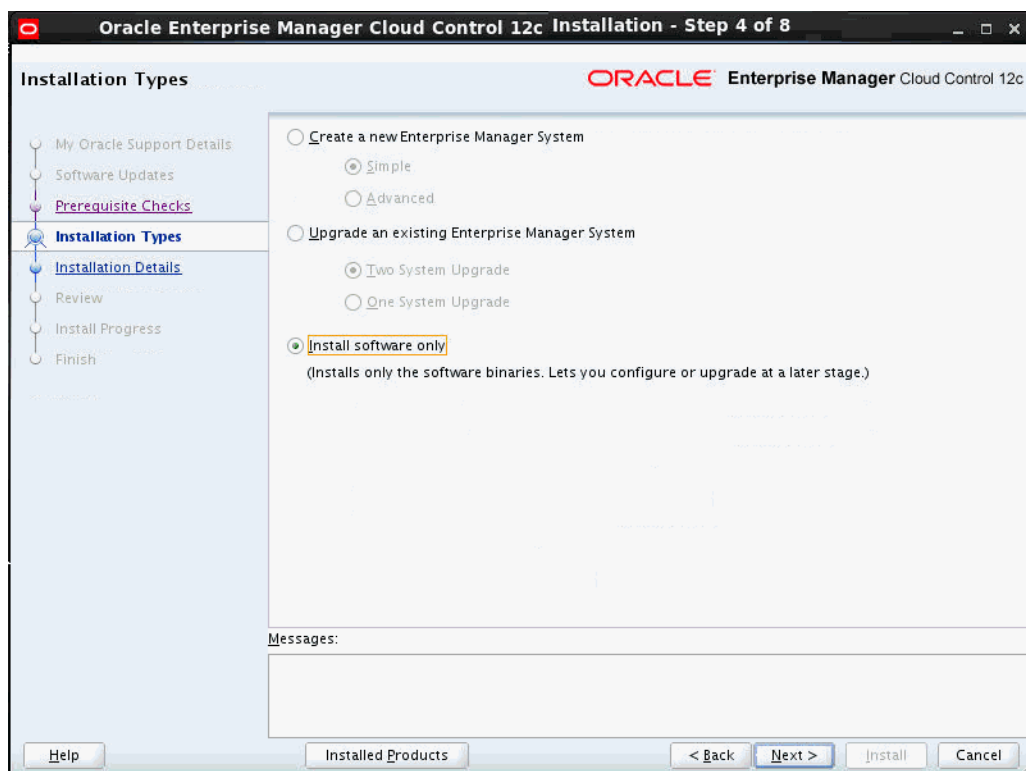 Oracle Enterprise Manager Cloud Control 12c Installation - Step 4 of 8
Installation Types
ORACLE Enterprise Manager Cloud Control 12c
My Oracle Support Details
Software Updates
Prerequisite Checks
Installation Types
Installation Details
Review
Install Progress
Finish
Create a new Enterprise Manager System
Simple
Advanced
Upgrade an existing Enterprise Manager System
Two System Upgrade
One System Upgrade
Install software only
(Installs only the software binaries. Lets you configure or upgrade at a later stage.)
Messages:
Help Installed Products < Back Next > Install Cancel